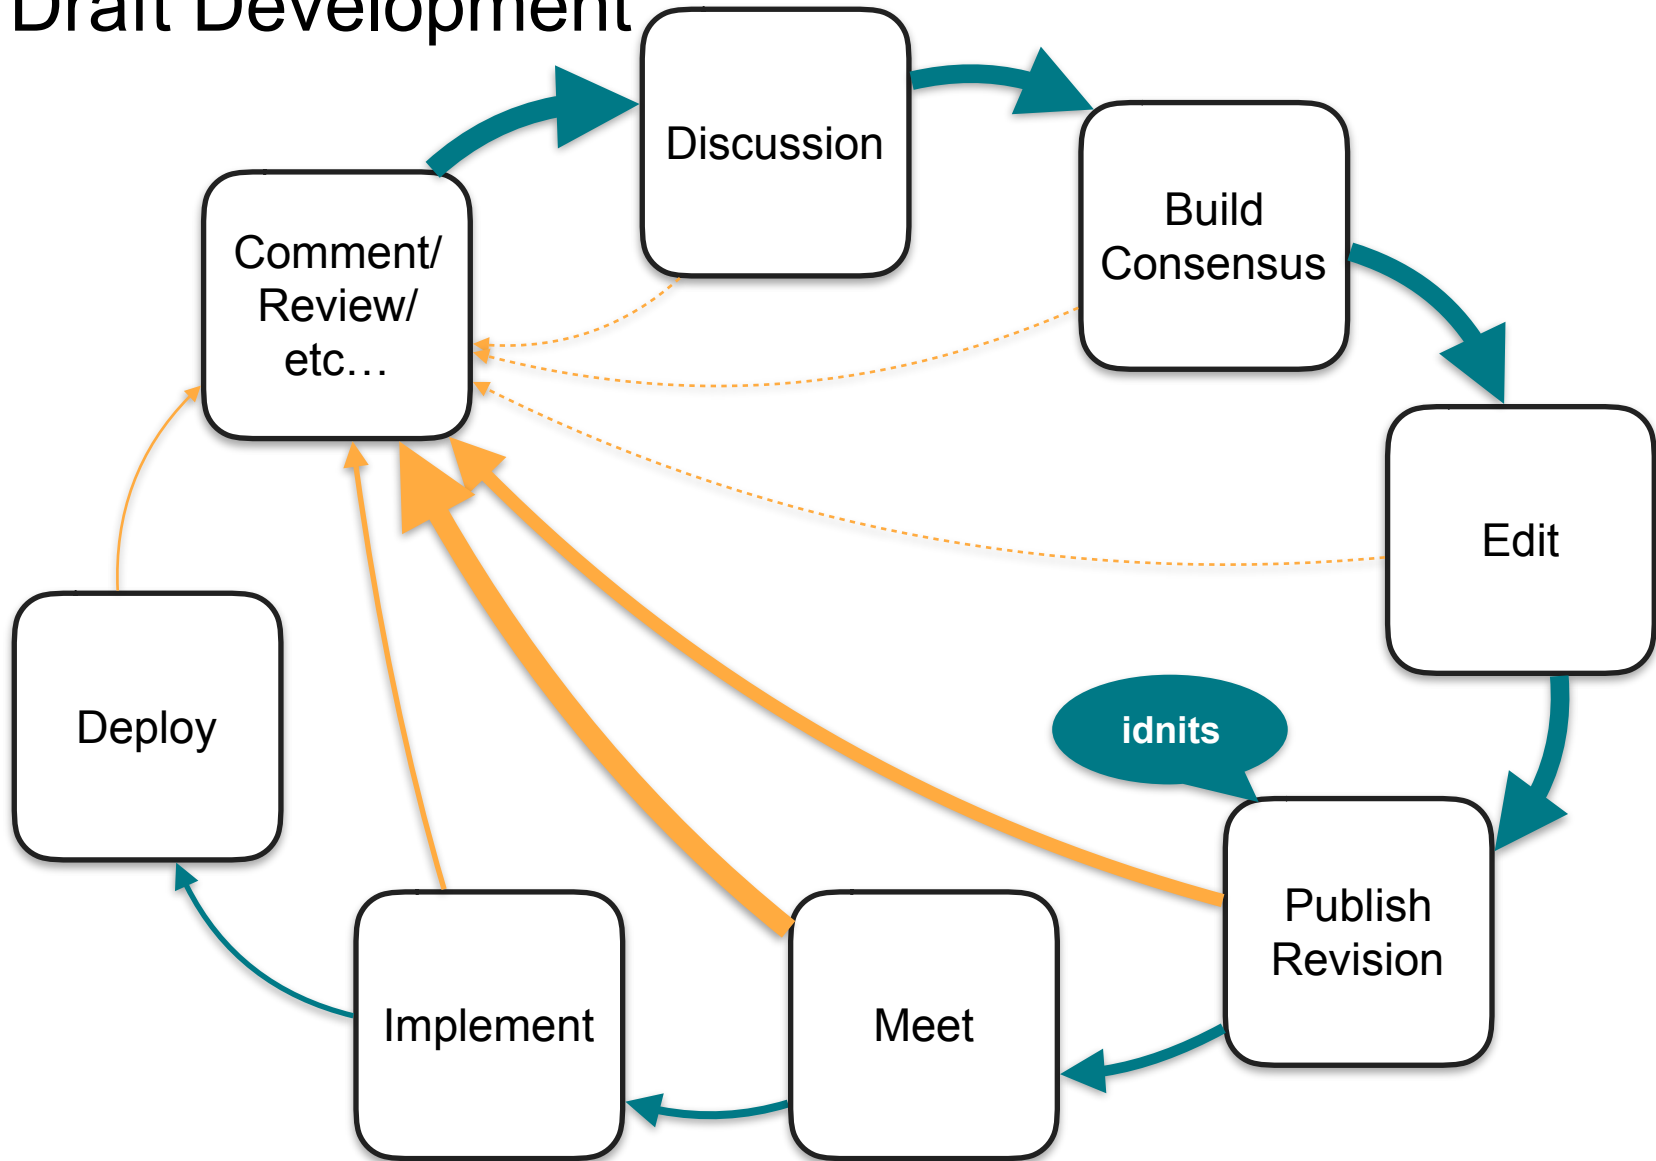 Draft Development
Discussion
Build
Consensus
Comment/
Review/
etc…
Edit
idnits
Deploy
Publish
Revision
Implement
Meet